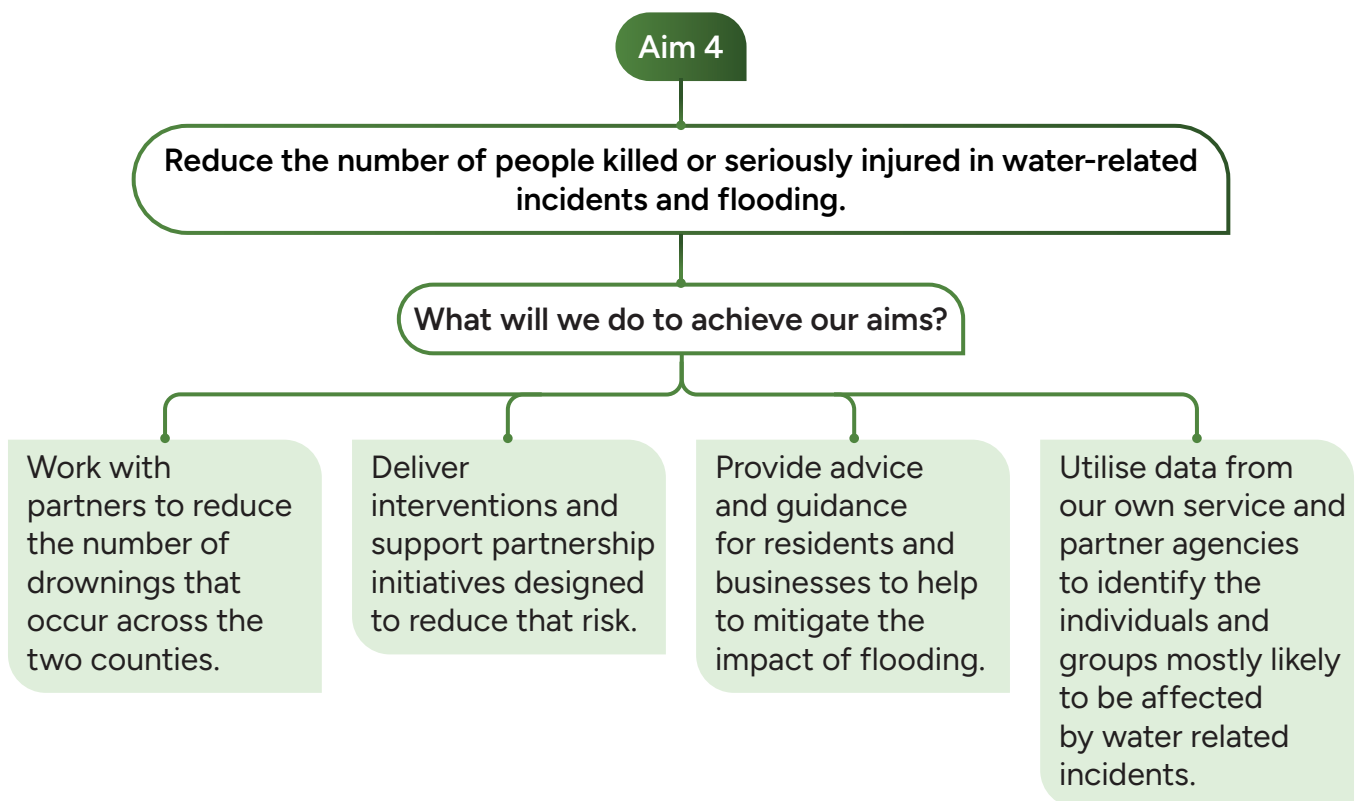 Aim 4
Reduce the number of people killed or seriously injured in water-related
incidents and flooding.
What will we do to achieve our aims?
Work with
partners to reduce
the number of
drownings that
occur across the
two counties.
Deliver
interventions and
support partnership
initiatives designed
to reduce that risk.
Provide advice
and guidance
for residents and
businesses to help
to mitigate the
impact of flooding.
Utilise data from
our own service and
partner agencies
to identify the
individuals and
groups mostly likely
to be affected
by water related
incidents.